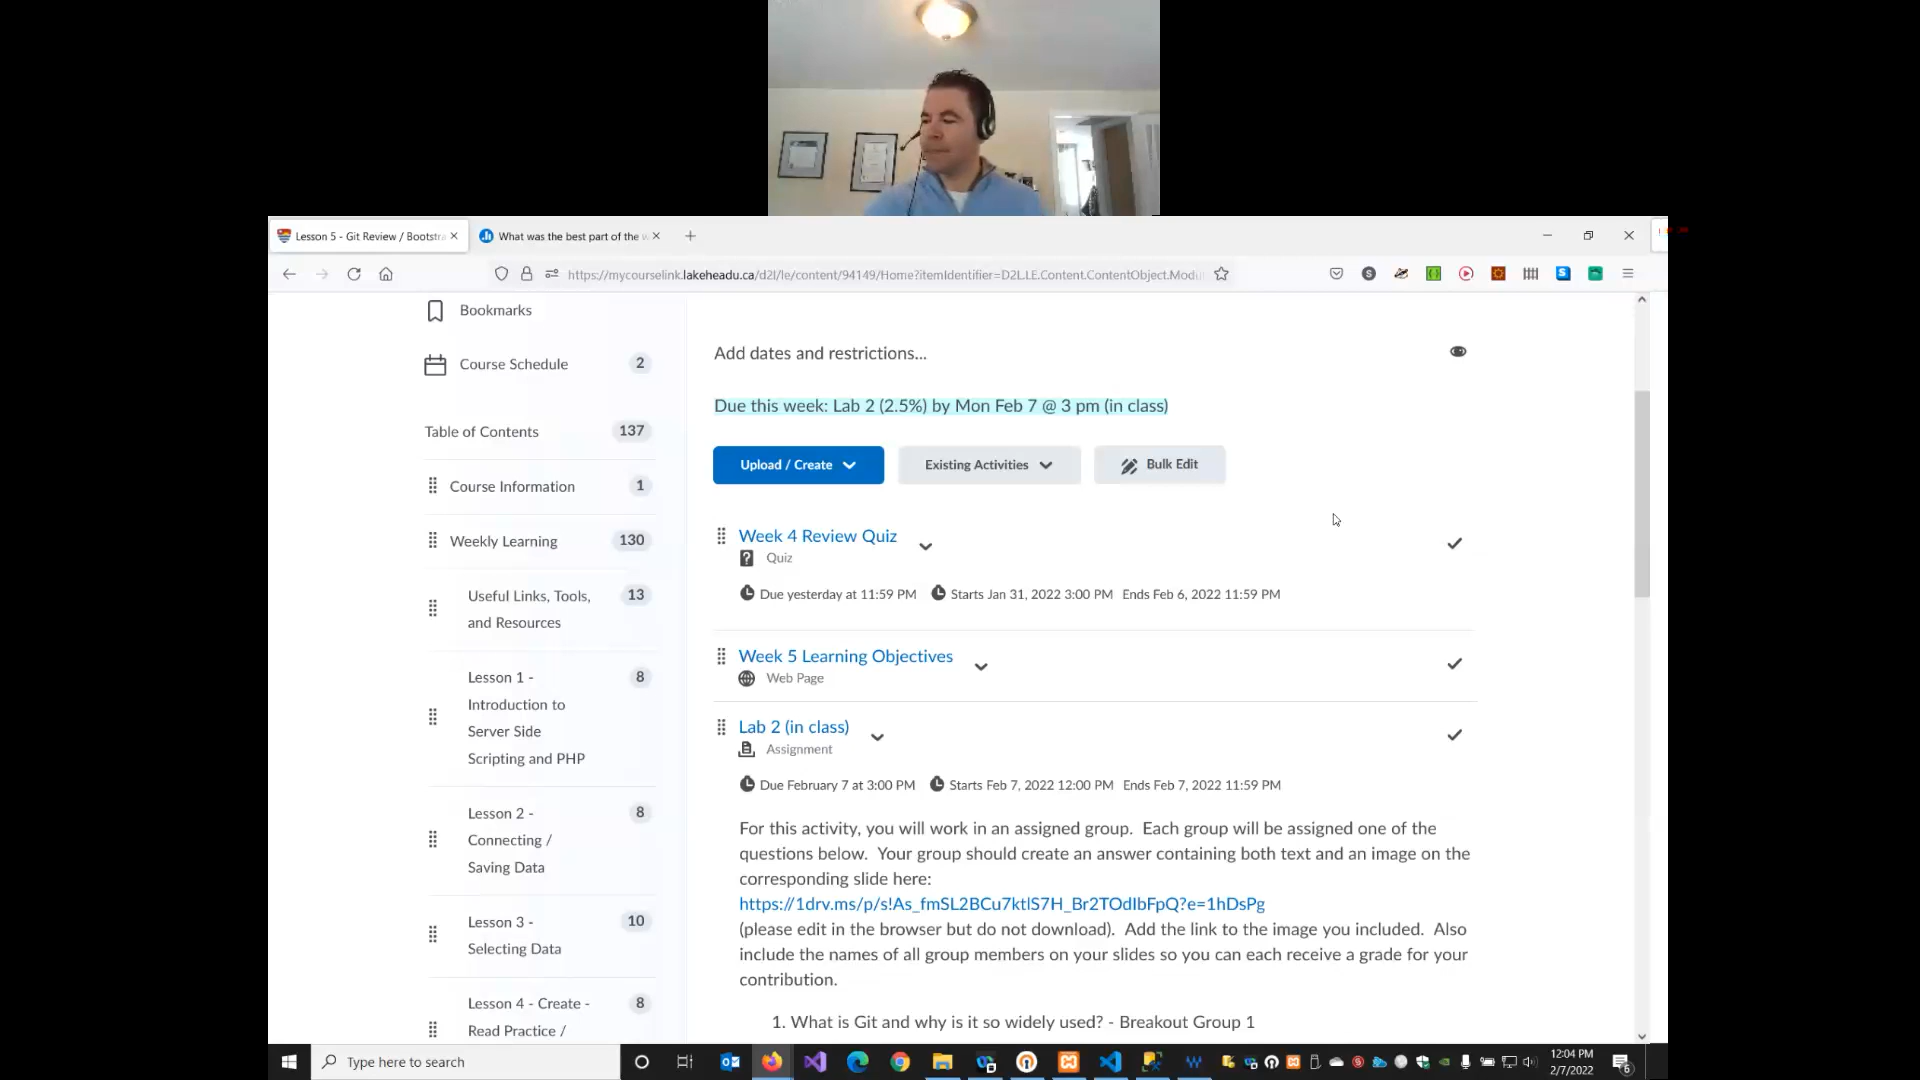 Lesson 5 - Git Review / Bootstra
What was the best part of the w
https://mycourselink.lakeheadu.ca/d2l/le/content/94149/Home?itemIdentifier=D2L.LE.Content.ContentObject.Modu
Bookmarks
Course Schedule 2
Table of Contents 137
Course Information 1
Weekly Learning 130
Useful Links, Tools, 13
and Resources
Lesson 1 - 8
Introduction to
Server Side
Scripting and PHP
Lesson 2 - 8
Connecting /
Saving Data
Lesson 3 - 10
Selecting Data
Lesson 4 - Create - 8
Read Practice /
Add dates and restrictions...
Due this week: Lab 2 (2.5%) by Mon Feb 7 @ 3 pm (in class)
Upload / Create
Existing Activities
Bulk Edit
Week 4 Review Quiz
Quiz
Due yesterday at 11:59 PM Starts Jan 31, 2022 3:00 PM Ends Feb 6, 2022 11:59 PM
Week 5 Learning Objectives
Web Page
Lab 2 (in class)
Assignment
Due February 7 at 3:00 PM Starts Feb 7, 2022 12:00 PM Ends Feb 7, 2022 11:59 PM
For this activity, you will work in an assigned group. Each group will be assigned one of the
questions below. Your group should create an answer containing both text and an image on the
corresponding slide here:
https://1drv.ms/p/s!As_fmSL2BCu7ktlS7H_Br2TOdIbFpQ?e=1hDsPg
(please edit in the browser but do not download). Add the link to the image you included. Also
include the names of all group members on your slides so you can each receive a grade for your
contribution.
1. What is Git and why is it so widely used? - Breakout Group 1
Type here to search
12:04 PM
2/7/2022
6